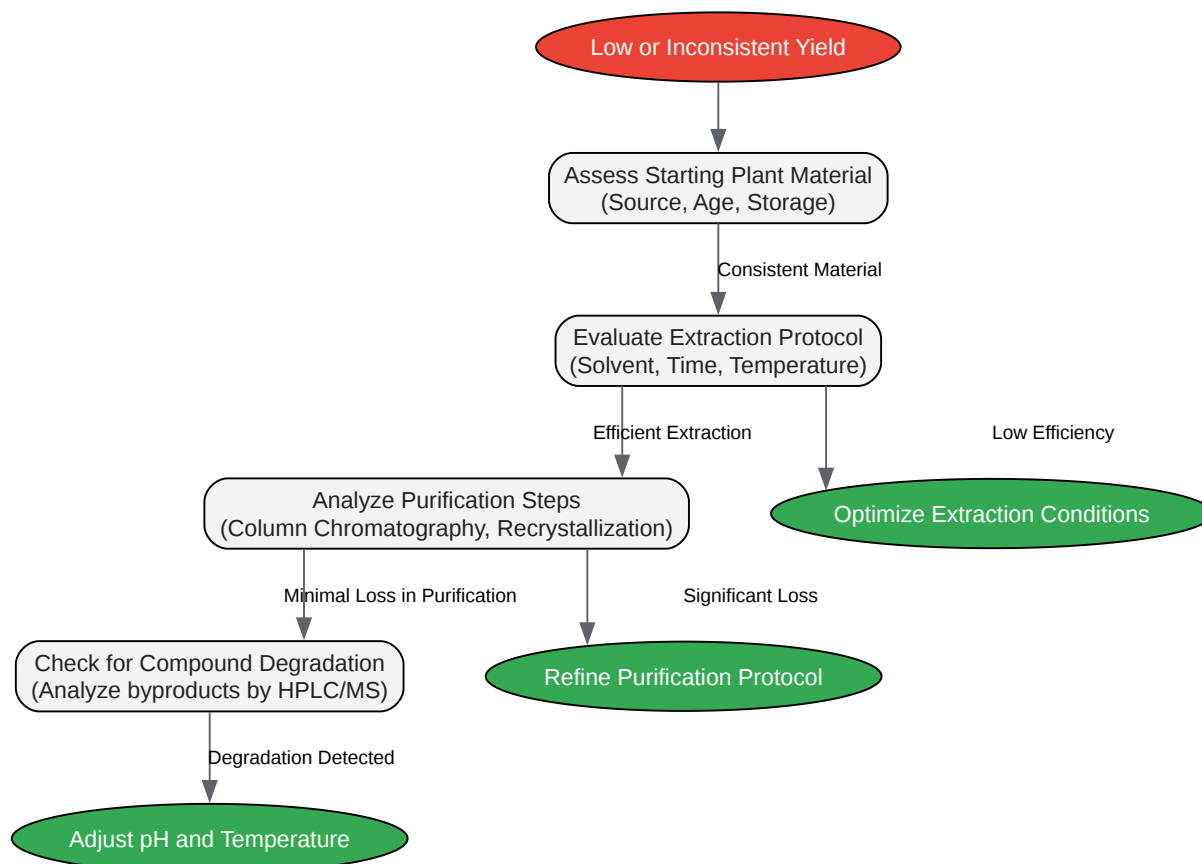 Low or Inconsistent Yield
Assess Starting Plant Material
(Source, Age, Storage)
Consistent Material
Evaluate Extraction Protocol
(Solvent, Time, Temperature)
Efficient Extraction
Low Efficiency
Analyze Purification Steps
(Column Chromatography, Recrystallization)
Optimize Extraction Conditions
Minimal Loss in Purification
Significant Loss
Check for Compound Degradation
(Analyze byproducts by HPLC/MS)
Refine Purification Protocol
Degradation Detected
Adjust pH and Temperature